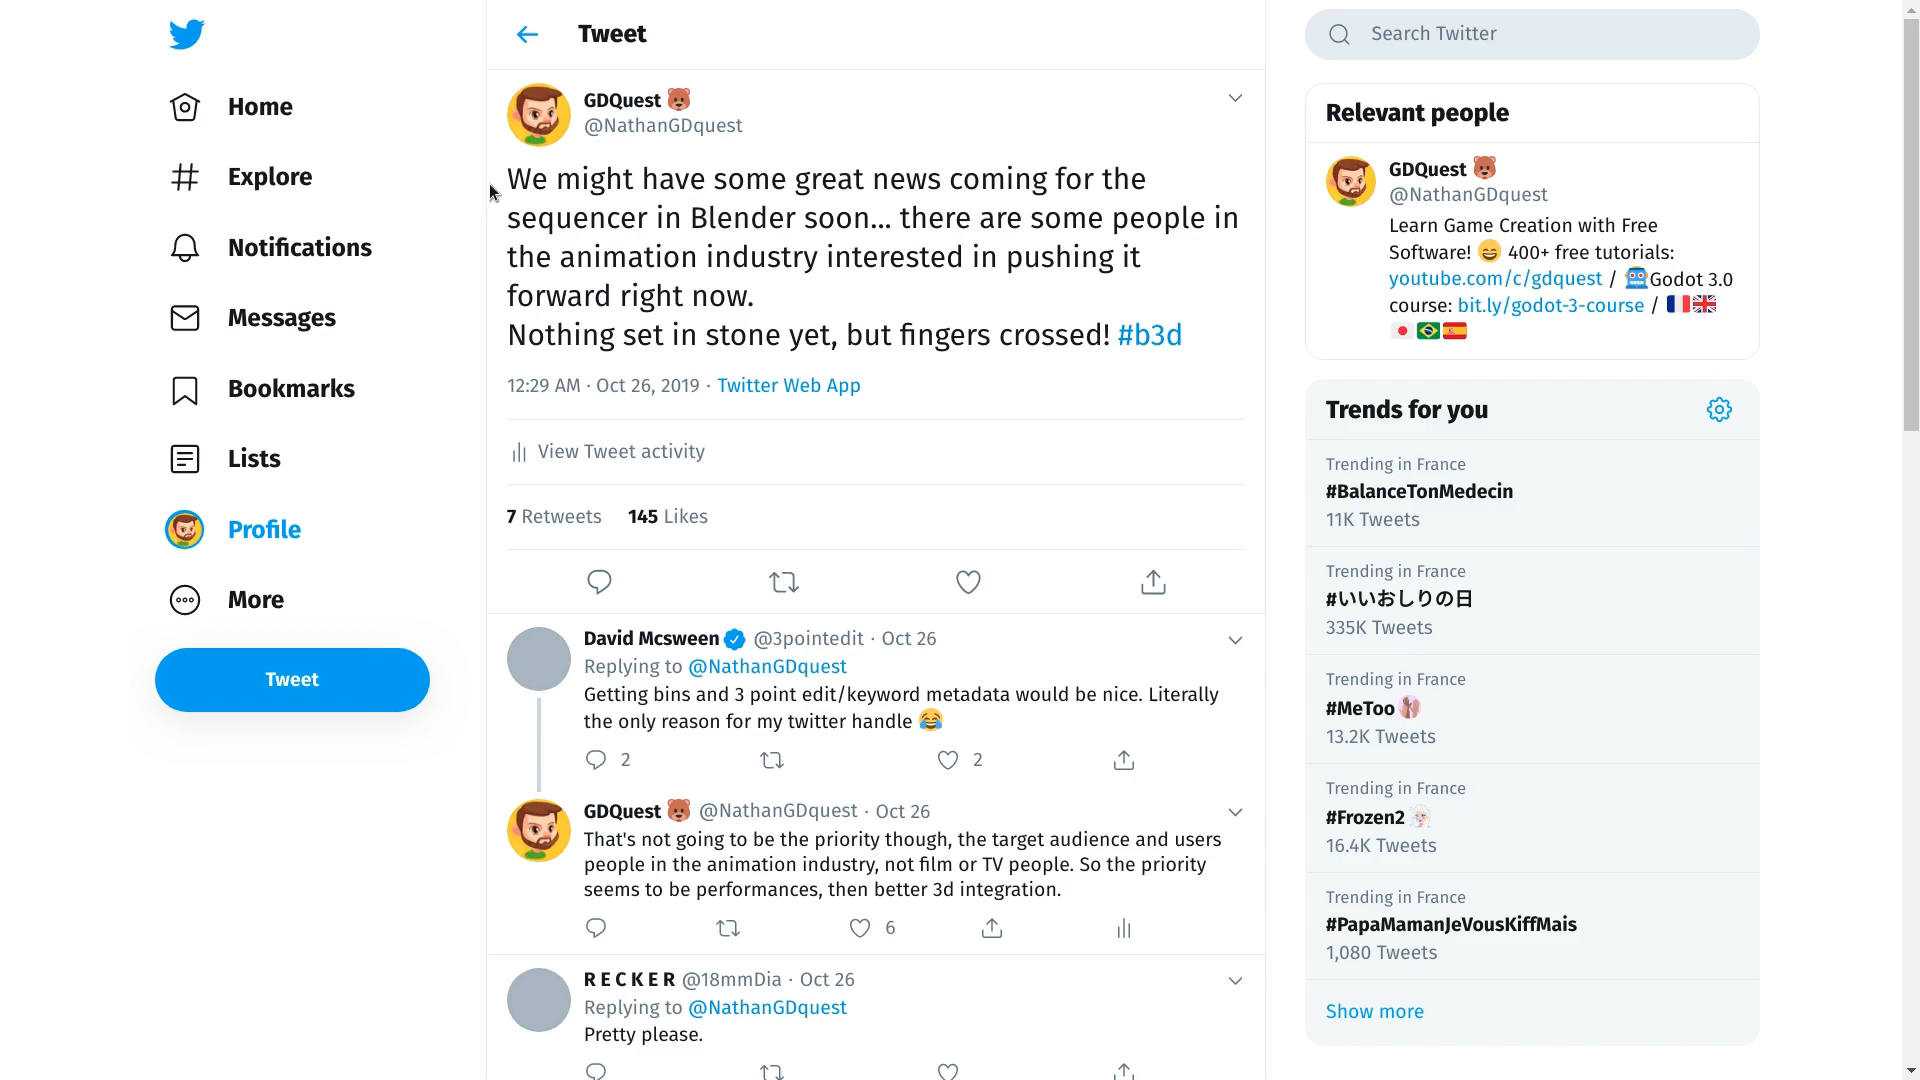 Home
Explore
Notifications
Messages
Bookmarks
Lists
Profile
More
Tweet
Tweet
GDQuest 🐻
@NathanGDquest
We might have some great news coming for the
sequencer in Blender soon... there are some people in
the animation industry interested in pushing it
forward right now.
Nothing set in stone yet, but fingers crossed! #b3d
12:29 AM · Oct 26, 2019 · Twitter Web App
View Tweet activity
7 Retweets 145 Likes
David Mcsween @3pointedit · Oct 26
Replying to @NathanGDquest
Getting bins and 3 point edit/keyword metadata would be nice. Literally
the only reason for my twitter handle 😂
2 2
GDQuest 🐻 @NathanGDquest · Oct 26
That's not going to be the priority though, the target audience and users
people in the animation industry, not film or TV people. So the priority
seems to be performances, then better 3d integration.
6
R E C K E R @18mmDia · Oct 26
Replying to @NathanGDquest
Pretty please.
Search Twitter
Relevant people
GDQuest 🐻
@NathanGDquest
Learn Game Creation with Free
Software! 😄 400+ free tutorials:
youtube.com/c/gdquest / 🤖Godot 3.0
course: bit.ly/godot-3-course / 🇫🇷🇬🇧
🇯🇵🇧🇷🇪🇸
Trends for you
Trending in France
#BalanceTonMedecin
11K Tweets
Trending in France
#いいおしりの日
335K Tweets
Trending in France
#MeToo
13.2K Tweets
Trending in France
#Frozen2
16.4K Tweets
Trending in France
#PapaMamanJeVousKiffMais
1,080 Tweets
Show more